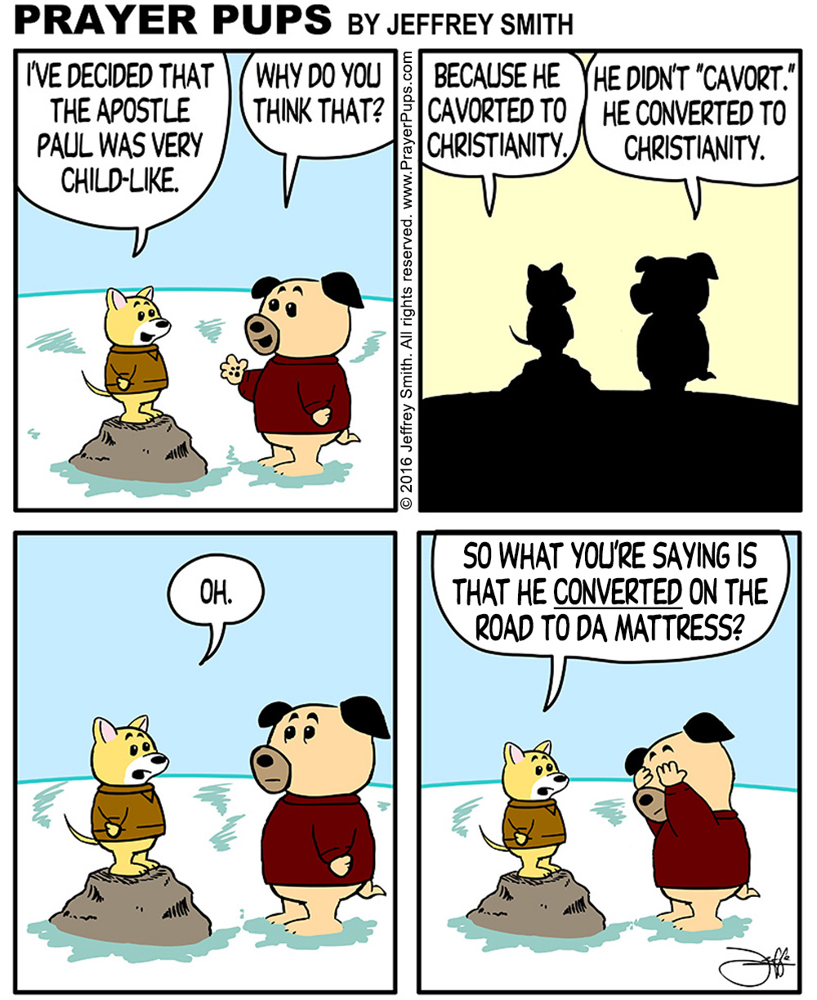 PRAYER PUPS BY JEFFREY SMITH
I'VE DECIDED THAT
THE APOSTLE
PAUL WAS VERY
CHILD-LIKE.
WHY DO YOU
THINK THAT?
© 2016 Jeffrey Smith. All rights reserved. www.PrayerPups.com
BECAUSE HE
CAVORTED TO
CHRISTIANITY.
HE DIDN'T "CAVORT."
HE CONVERTED TO
CHRISTIANITY.
OH.
SO WHAT YOU'RE SAYING IS
THAT HE CONVERTED ON THE
ROAD TO DA MATTRESS?